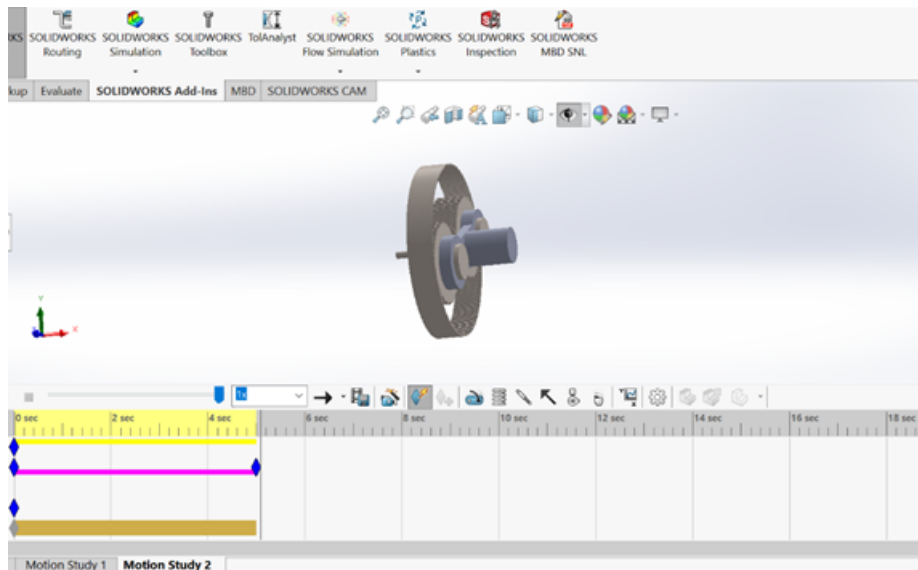 SOLIDWORKS SOLIDWORKS SOLIDWORKS TolAnalyst SOLIDWORKS SOLIDWORKS SOLIDWORKS SOLIDWORKS
Routing Simulation Toolbox Flow Simulation Plastics Inspection MBD SNL
Evaluate SOLIDWORKS Add-Ins MBD SOLIDWORKS CAM
Y
X
1x
0 sec 2 sec 4 sec 6 sec 8 sec 10 sec 12 sec 14 sec 16 sec 18 sec
Motion Study 1 Motion Study 2